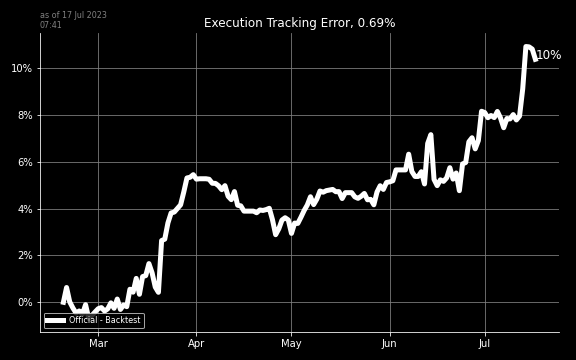 as of 17 Jul 2023
07:41
Execution Tracking Error, 0.69%
10%
10%
8%
6%
4%
2%
0%
Official - Backtest
Mar Apr May Jun Jul